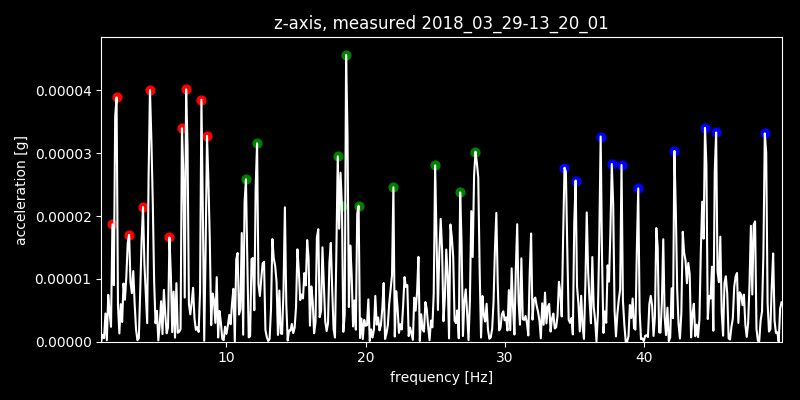 z-axis, measured 2018_03_29-13_20_01
0.00004
0.00003
0.00002
0.00001
0.00000
acceleration [g]
10 20 30 40
frequency [Hz]